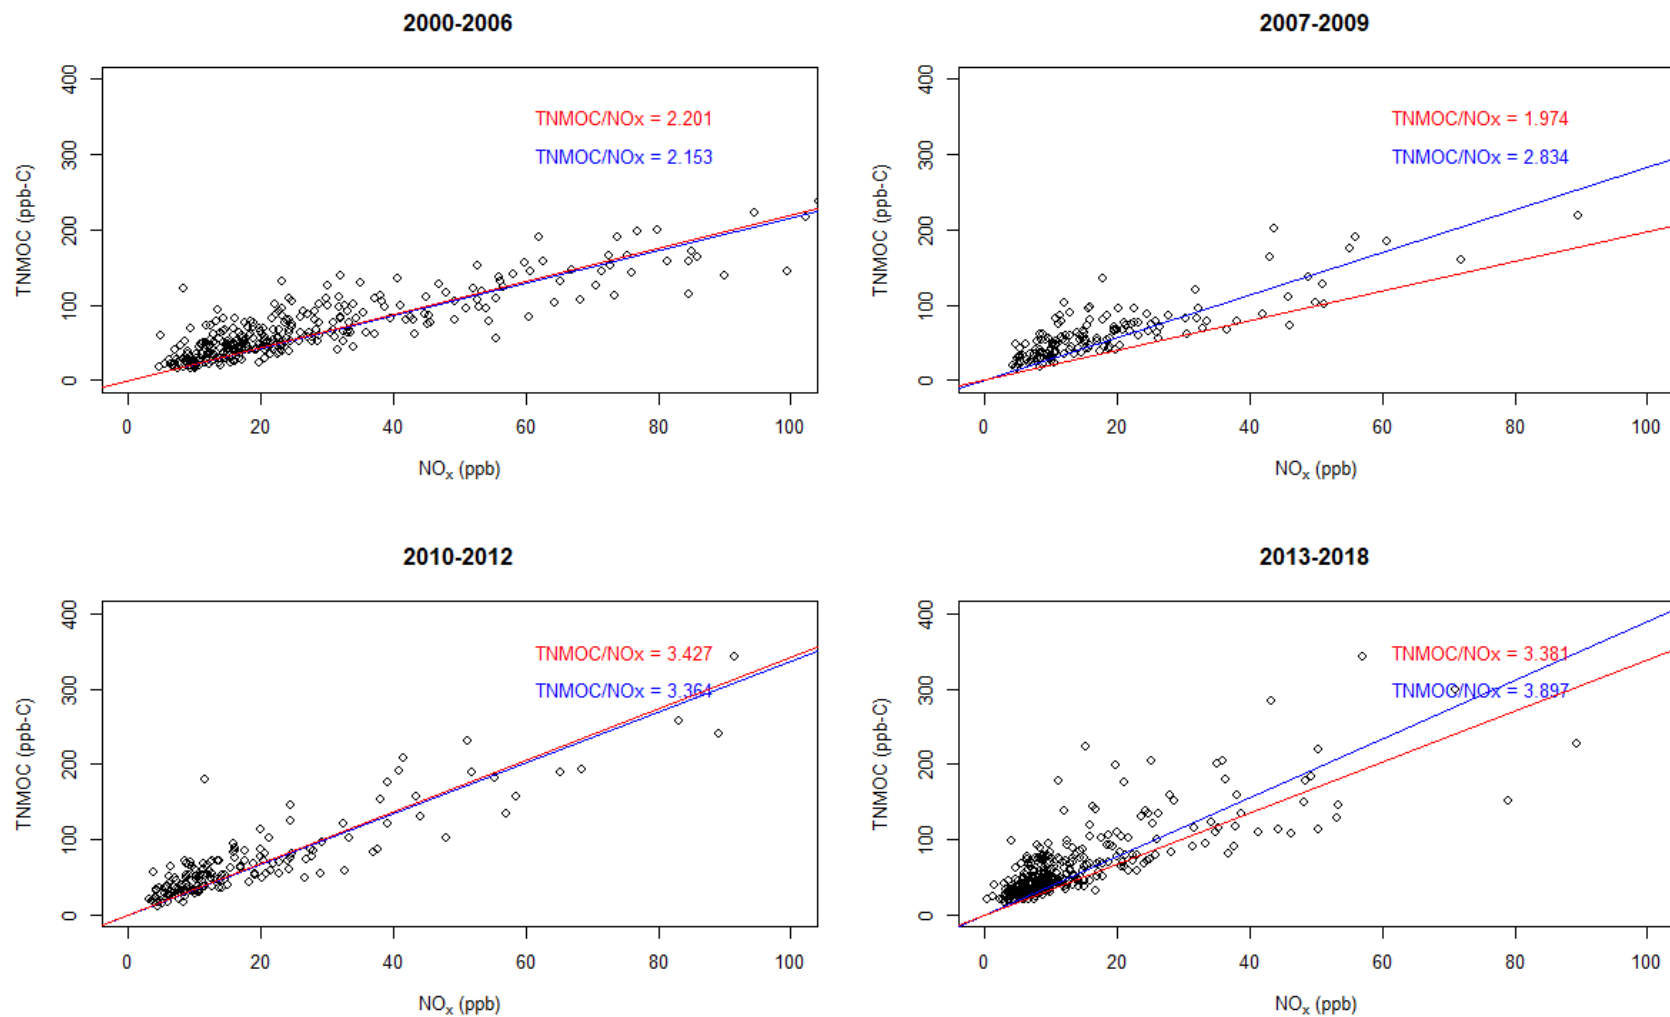 2000-2006
TNMOC/NOx = 2.201
TNMOC/NOx = 2.153
TNMOC (ppb-C)
0 100 200 300 400
0 20 40 60 80 100
NOx (ppb)
2007-2009
TNMOC/NOx = 1.974
TNMOC/NOx = 2.834
TNMOC (ppb-C)
0 100 200 300 400
0 20 40 60 80 100
NOx (ppb)
2010-2012
TNMOC/NOx = 3.427
TNMOC/NOx = 3.364
TNMOC (ppb-C)
0 100 200 300 400
0 20 40 60 80 100
NOx (ppb)
2013-2018
TNMOC/NOx = 3.381
TNMOC/NOx = 3.897
TNMOC (ppb-C)
0 100 200 300 400
0 20 40 60 80 100
NOx (ppb)